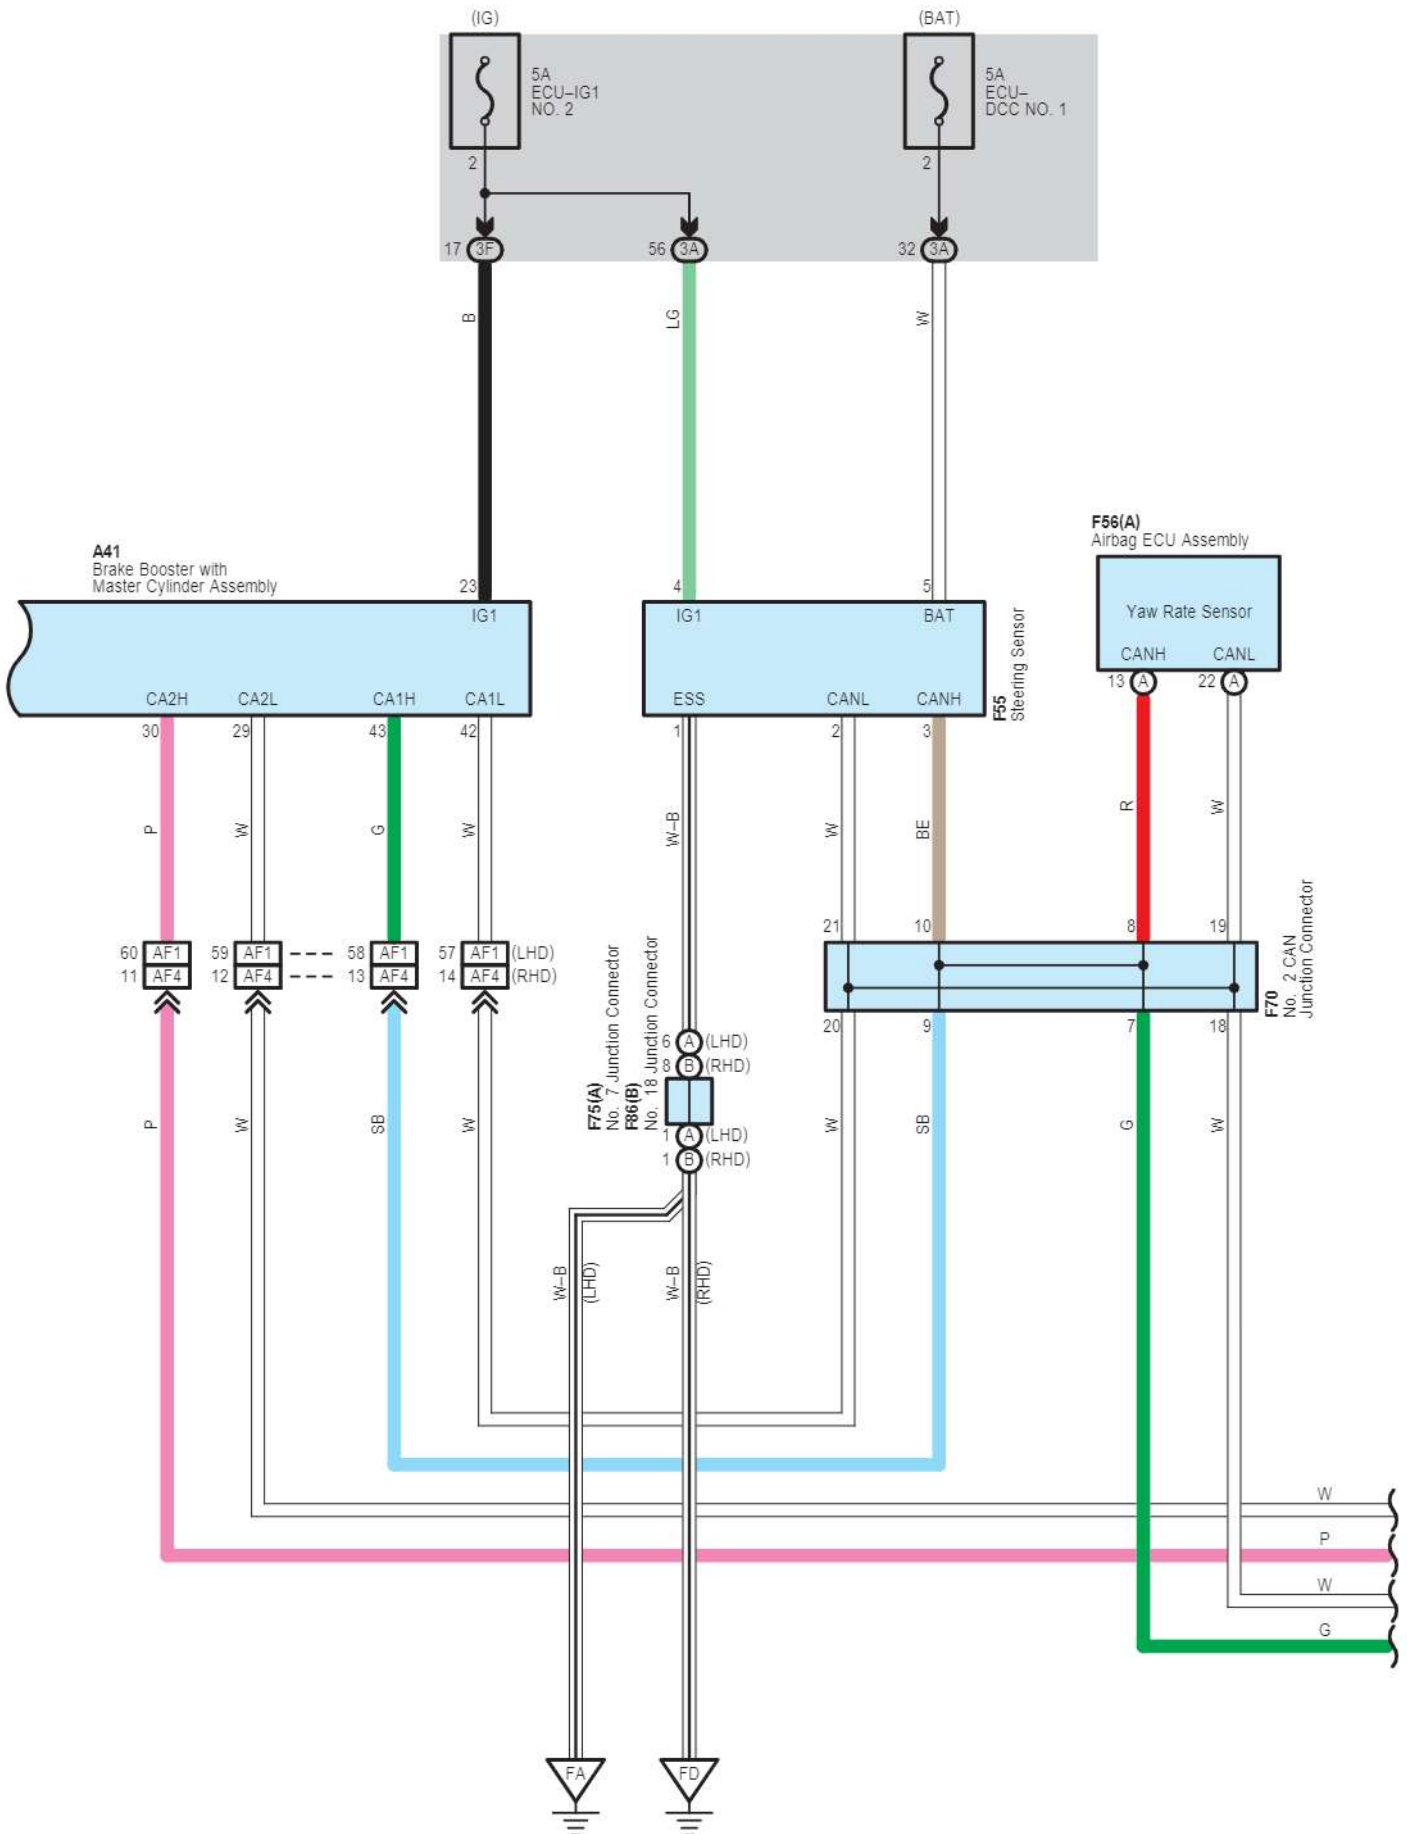 (IG)
(BAT)
5A
ECU–IG1
NO. 2
5A
ECU–
DCC NO. 1
2
2
17 3F
56 3A
32 3A
B
LG
W
F56(A)
Airbag ECU Assembly
A41
Brake Booster with
Master Cylinder Assembly
23
4
5
IG1
IG1
BAT
Yaw Rate Sensor
CANH
CANL
13 A
22 A
CA2H
CA2L
CA1H
CA1L
ESS
CANL
CANH
F55
Steering Sensor
30
29
43
42
1
2
3
P
W
G
W
W–B
W
BE
R
W
21
10
8
19
60 AF1
59 AF1
58 AF1
57 AF1 (LHD)
11 AF4
12 AF4
13 AF4
14 AF4 (RHD)
F70
No. 2 CAN
Junction Connector
20
9
7
18
6 A (LHD)
8 B (RHD)
F75(A)
No. 7 Junction Connector
F86(B)
No. 18 Junction Connector
1 A (LHD)
1 B (RHD)
P
W
SB
W
W
SB
G
W
W–B
(LHD)
W–B
(RHD)
W
P
W
G
FA
FD